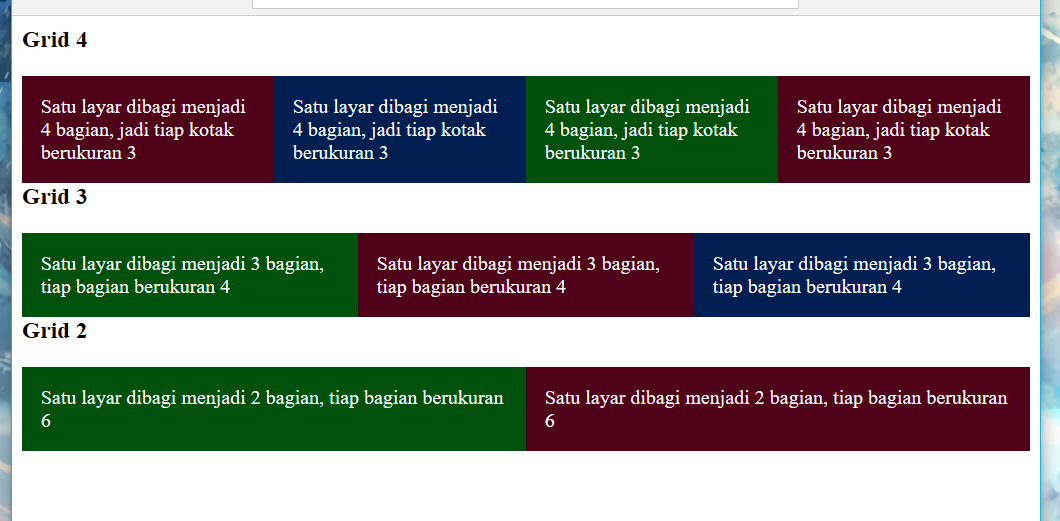 Grid 4
Satu layar dibagi menjadi
4 bagian, jadi tiap kotak
berukuran 3
Satu layar dibagi menjadi
4 bagian, jadi tiap kotak
berukuran 3
Satu layar dibagi menjadi
4 bagian, jadi tiap kotak
berukuran 3
Satu layar dibagi menjadi
4 bagian, jadi tiap kotak
berukuran 3
Grid 3
Satu layar dibagi menjadi 3 bagian,
tiap bagian berukuran 4
Satu layar dibagi menjadi 3 bagian,
tiap bagian berukuran 4
Satu layar dibagi menjadi 3 bagian,
tiap bagian berukuran 4
Grid 2
Satu layar dibagi menjadi 2 bagian, tiap bagian berukuran
6
Satu layar dibagi menjadi 2 bagian, tiap bagian berukuran
6